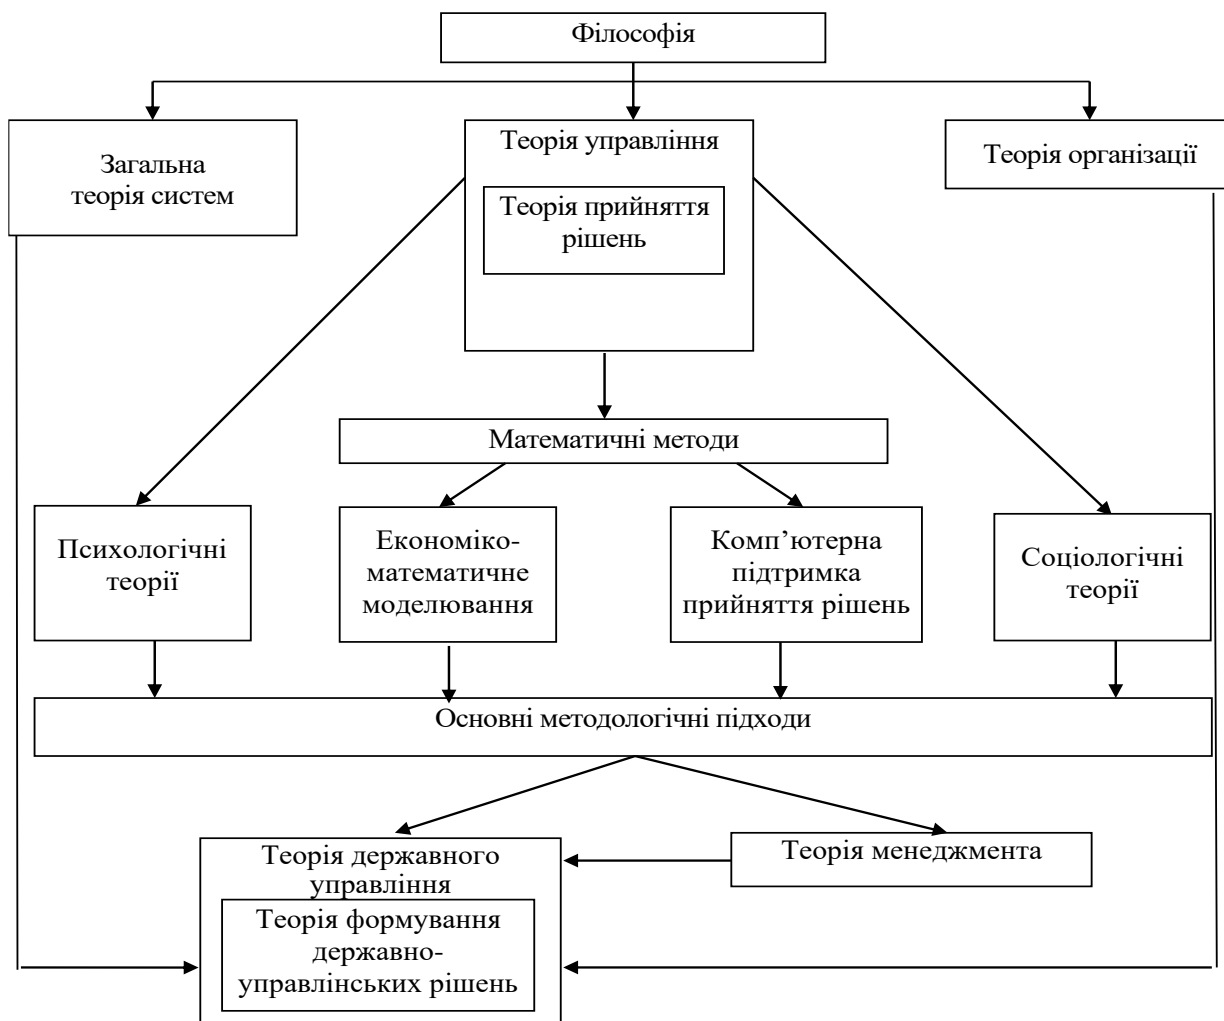 Філософія
Загальна
теорія систем
Теорія управління
Теорія прийняття
рішень
Теорія організації
Математичні методи
Психологічні
теорії
Економіко-
математичне
моделювання
Комп’ютерна
підтримка
прийняття рішень
Соціологічні
теорії
Основні методологічні підходи
Теорія державного
управління
Теорія формування
державно-
управлінських рішень
Теорія менеджмента